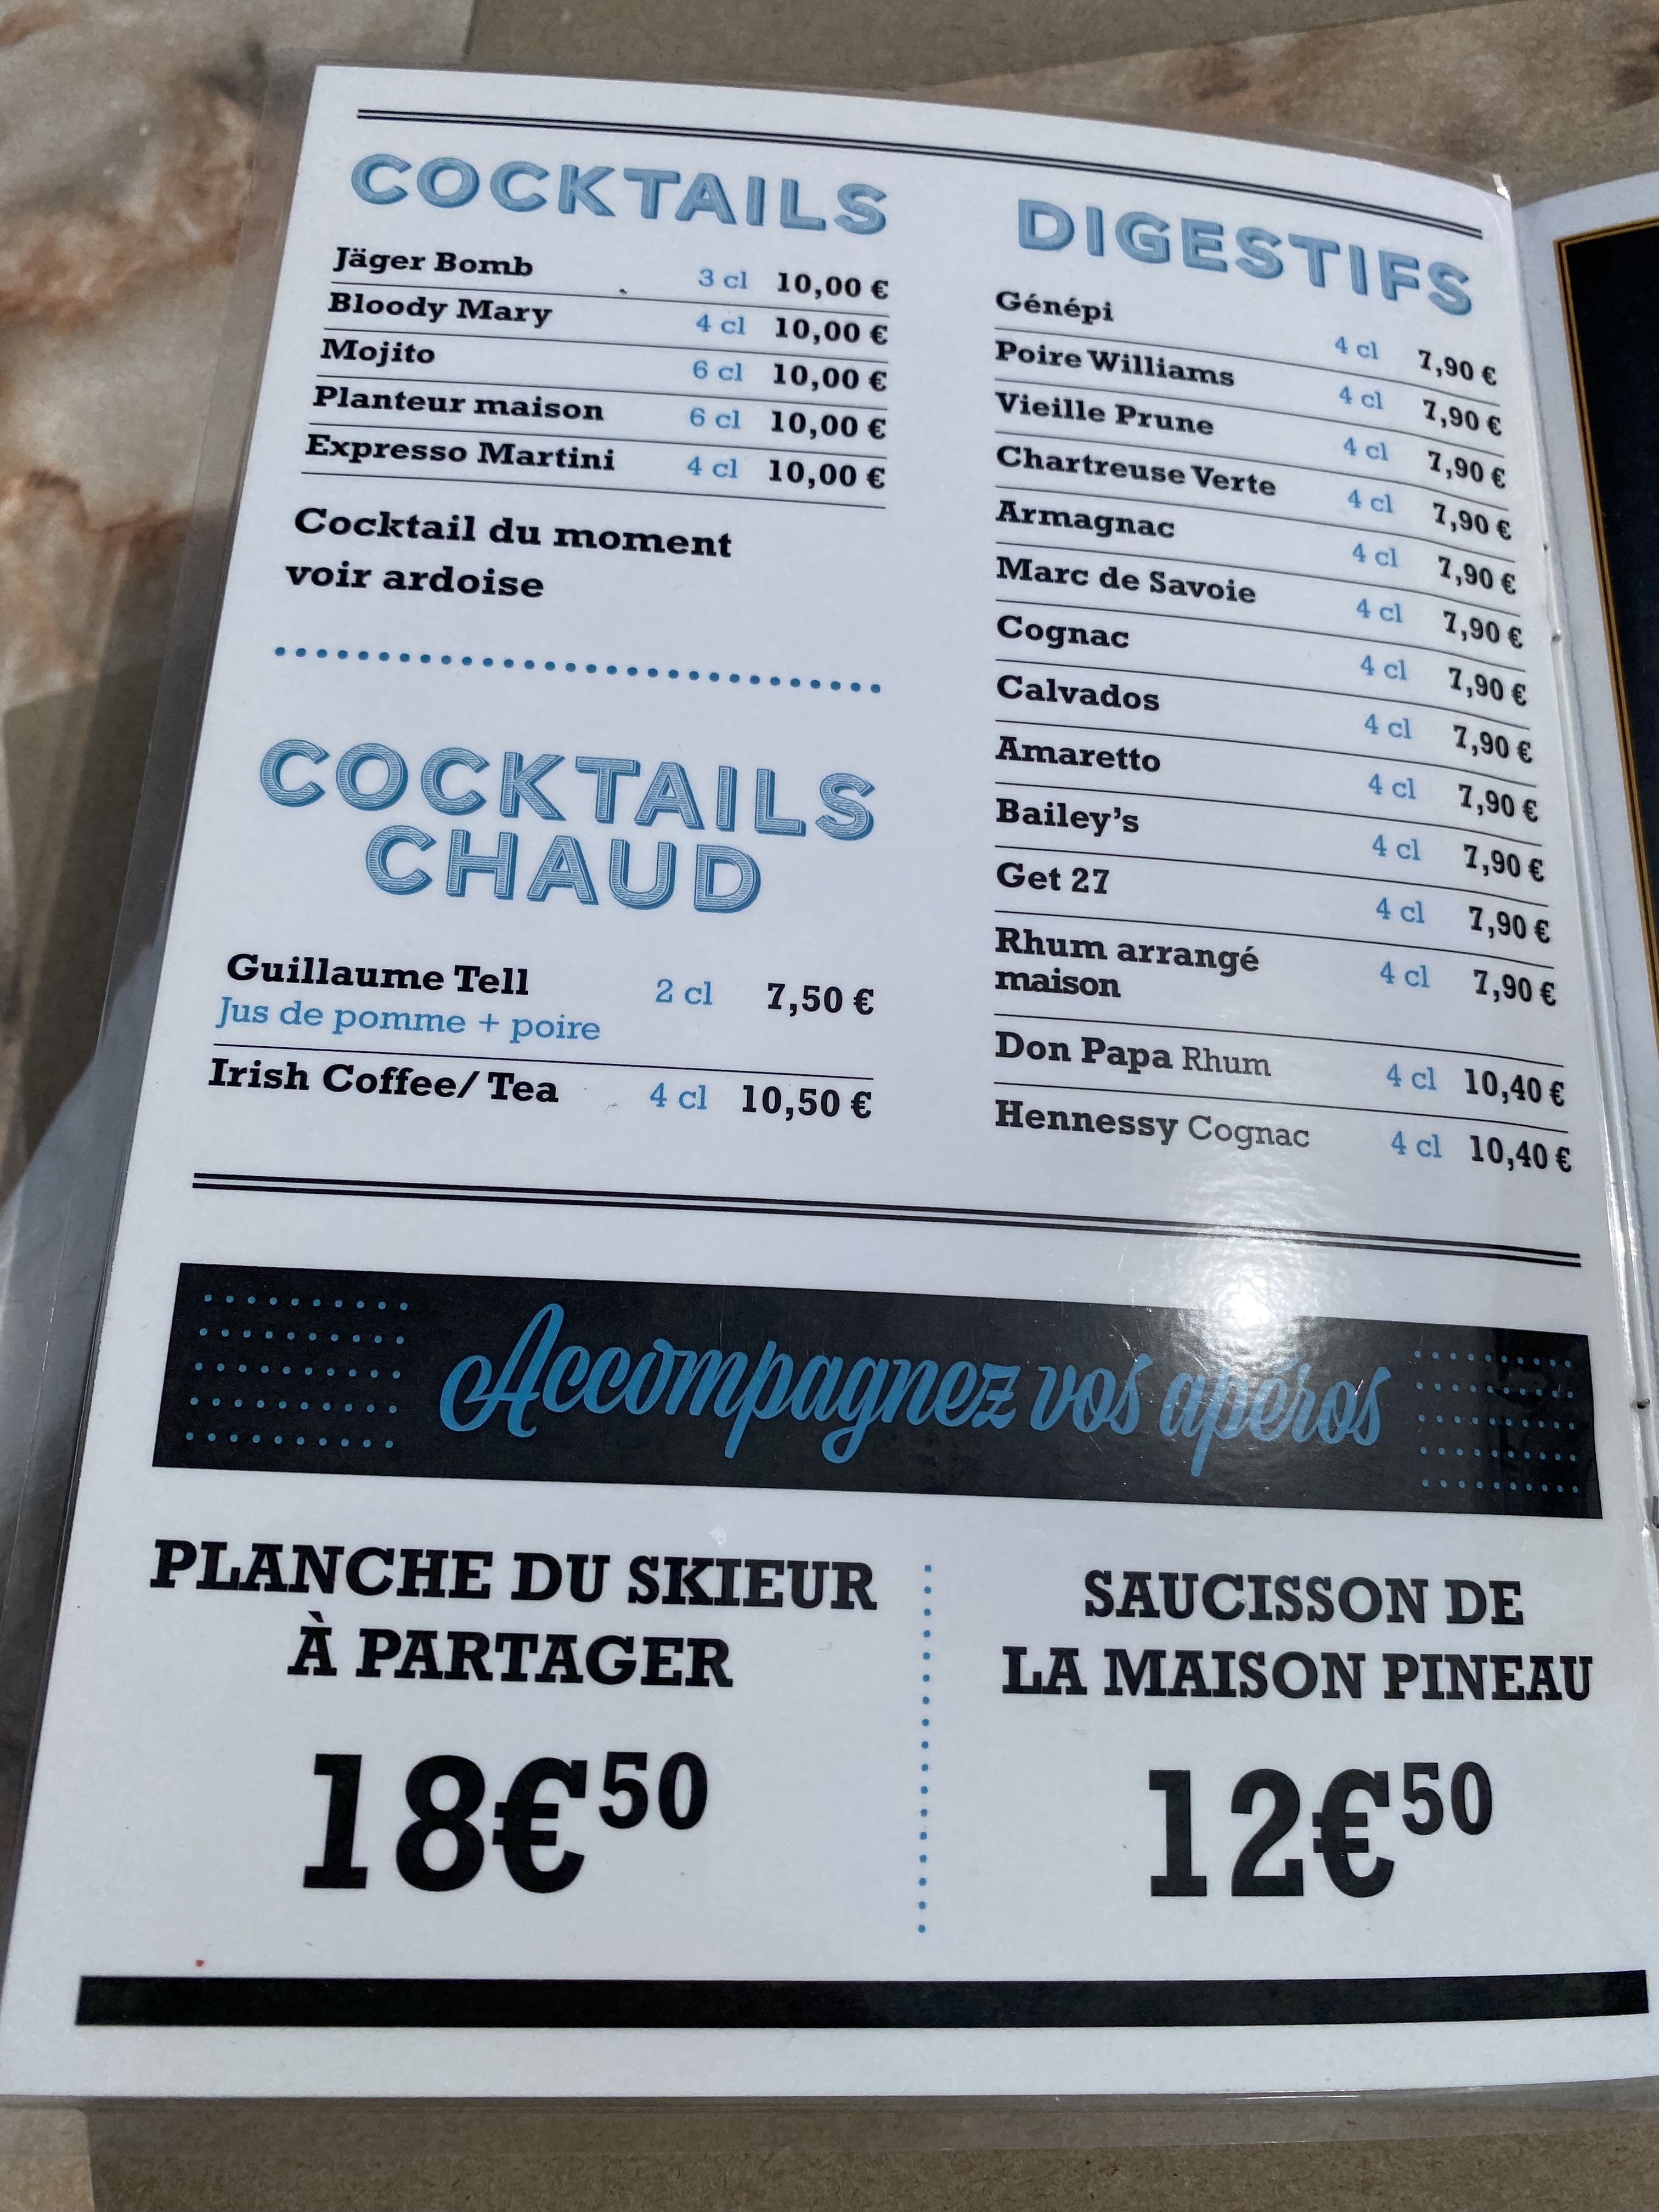 COCKTAILS
Jäger Bomb 3 cl 10,00 €
Bloody Mary 4 cl 10,00 €
Mojito 6 cl 10,00 €
Planteur maison 6 cl 10,00 €
Expresso Martini 4 cl 10,00 €
Cocktail du moment
voir ardoise
COCKTAILS
CHAUD
Guillaume Tell 2 cl 7,50 €
Jus de pomme + poire
Irish Coffee/ Tea 4 cl 10,50 €
DIGESTIFS
Génépi 4 cl 7,90 €
Poire Williams 4 cl 7,90 €
Vieille Prune 4 cl 7,90 €
Chartreuse Verte 4 cl 7,90 €
Armagnac 4 cl 7,90 €
Marc de Savoie 4 cl 7,90 €
Cognac 4 cl 7,90 €
Calvados 4 cl 7,90 €
Amaretto 4 cl 7,90 €
Bailey's 4 cl 7,90 €
Get 27 4 cl 7,90 €
Rhum arrangé 4 cl 7,90 €
maison
Don Papa Rhum 4 cl 10,40 €
Hennessy Cognac 4 cl 10,40 €
Accompagnez vos apéros
PLANCHE DU SKIEUR
À PARTAGER
18€50
SAUCISSON DE
LA MAISON PINEAU
12€50